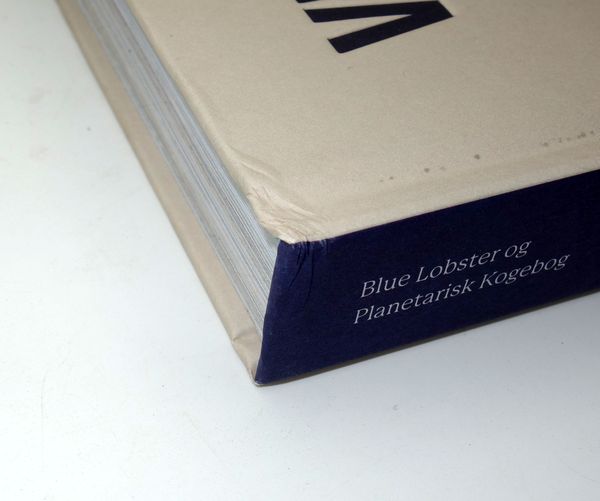 Blue Lobster og
Planetarisk Kogebog